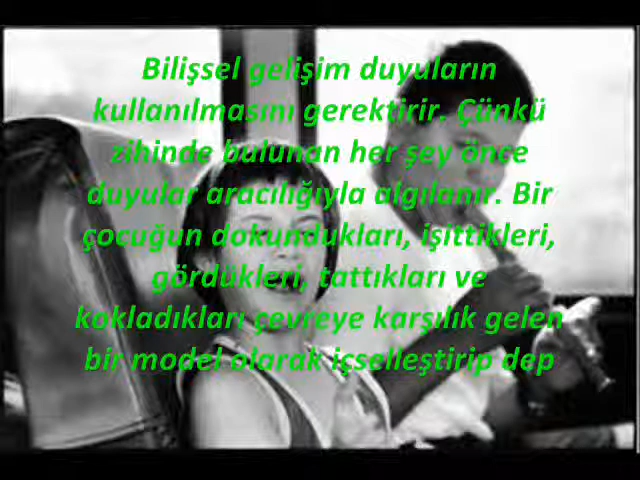 Bilişsel gelişim duyuların
kullanılmasını gerektirir. Çünkü
zihinde bulunan her şey önce
duyular aracılığıyla algılanır. Bir
çocuğun dokundukları, işittikleri,
gördükleri, tattıkları ve
kokladıkları çevreye karşılık gelen
bir model olarak içselleştirip dep